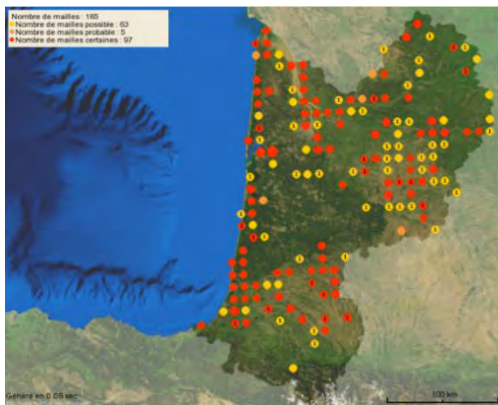 Nombre de mailles : 165
Nombre de mailles possible : 63
Nombre de mailles probable : 5
Nombre de mailles certaines : 97
Généré en 0.09 sec
100 km